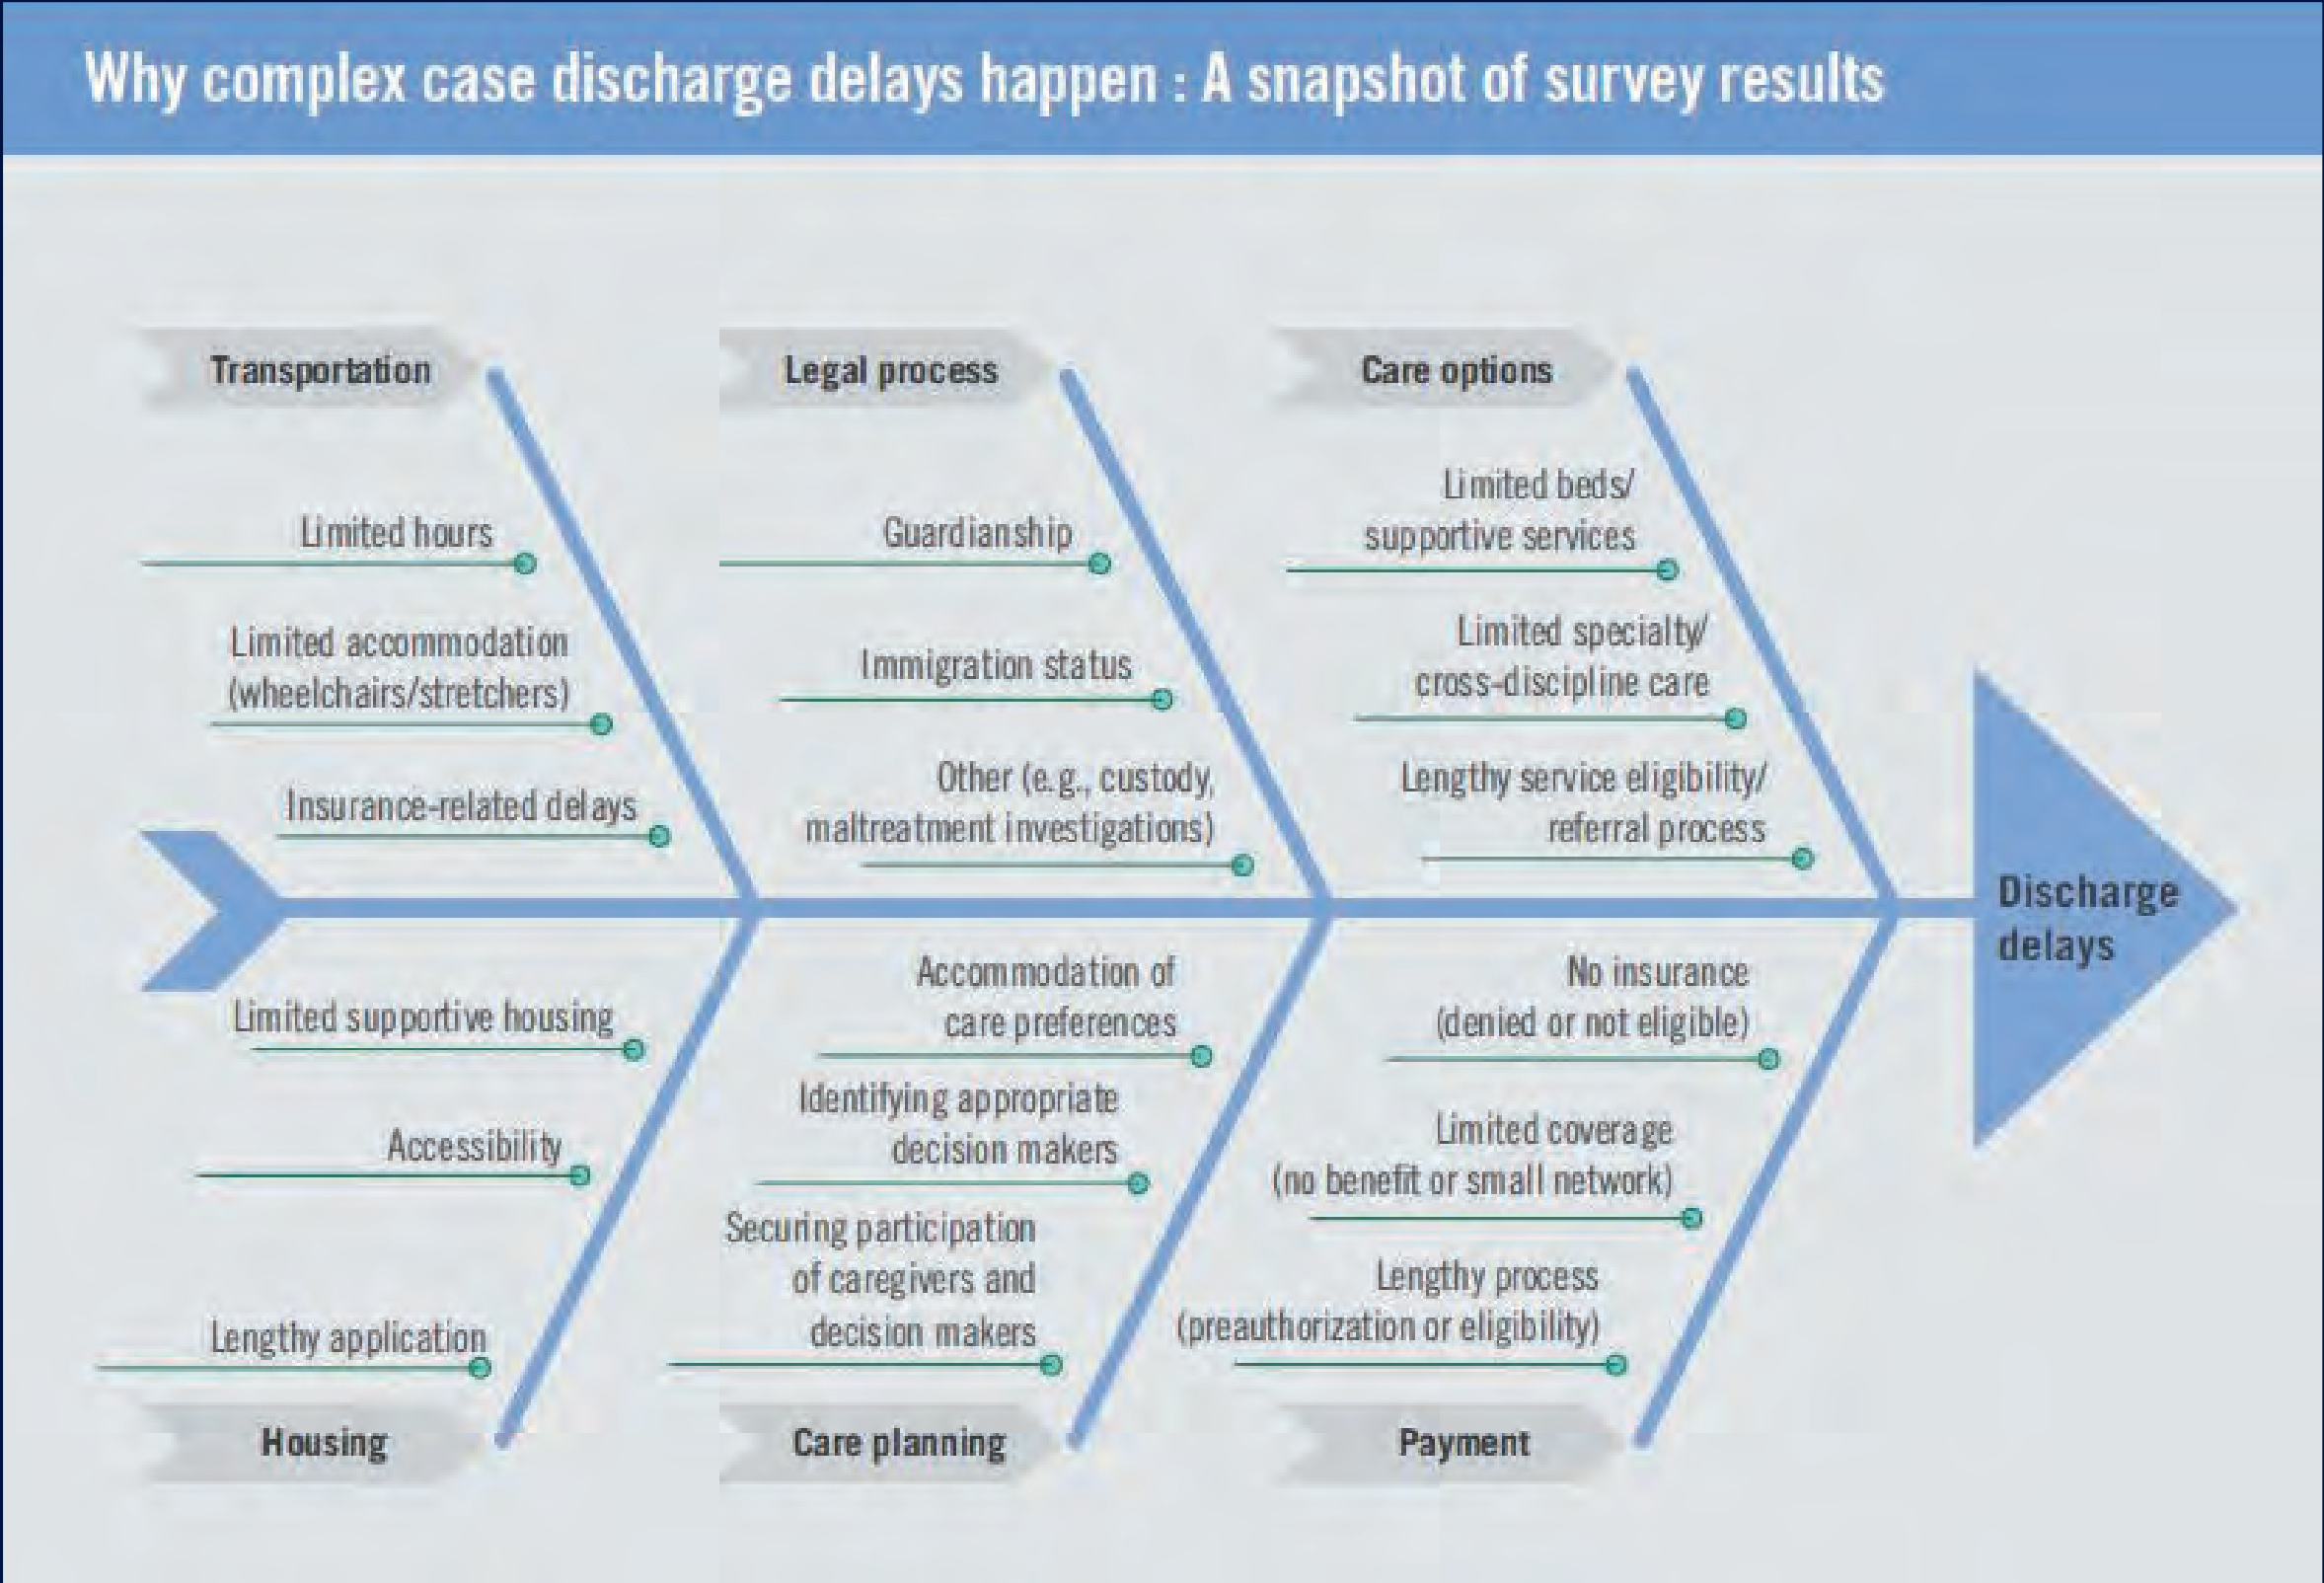 Why complex case discharge delays happen : A snapshot of survey results
Transportation
Limited hours
Limited accommodation
(wheelchairs/stretchers)
Insurance-related delays
Legal process
Guardianship
Immigration status
Other (e.g., custody,
maltreatment investigations)
Care options
Limited beds/
supportive services
Limited specialty/
cross-discipline care
Lengthy service eligibility/
referral process
Discharge
delays
Limited supportive housing
Accessibility
Lengthy application
Housing
Accommodation of
care preferences
Identifying appropriate
decision makers
Securing participation
of caregivers and
decision makers
Care planning
No insurance
(denied or not eligible)
Limited coverage
(no benefit or small network)
Lengthy process
(preauthorization or eligibility)
Payment